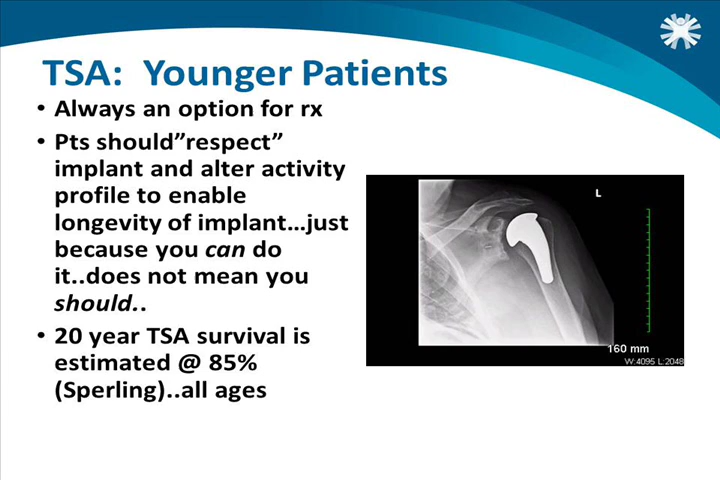 TSA:  Younger Patients
• Always an option for rx
• Pts should”respect”
implant and alter activity
profile to enable
longevity of implant…just
because you can do
it..does not mean you
should..
• 20 year TSA survival is
estimated @ 85%
(Sperling)..all ages
L
160 mm
W:4095 L:2048